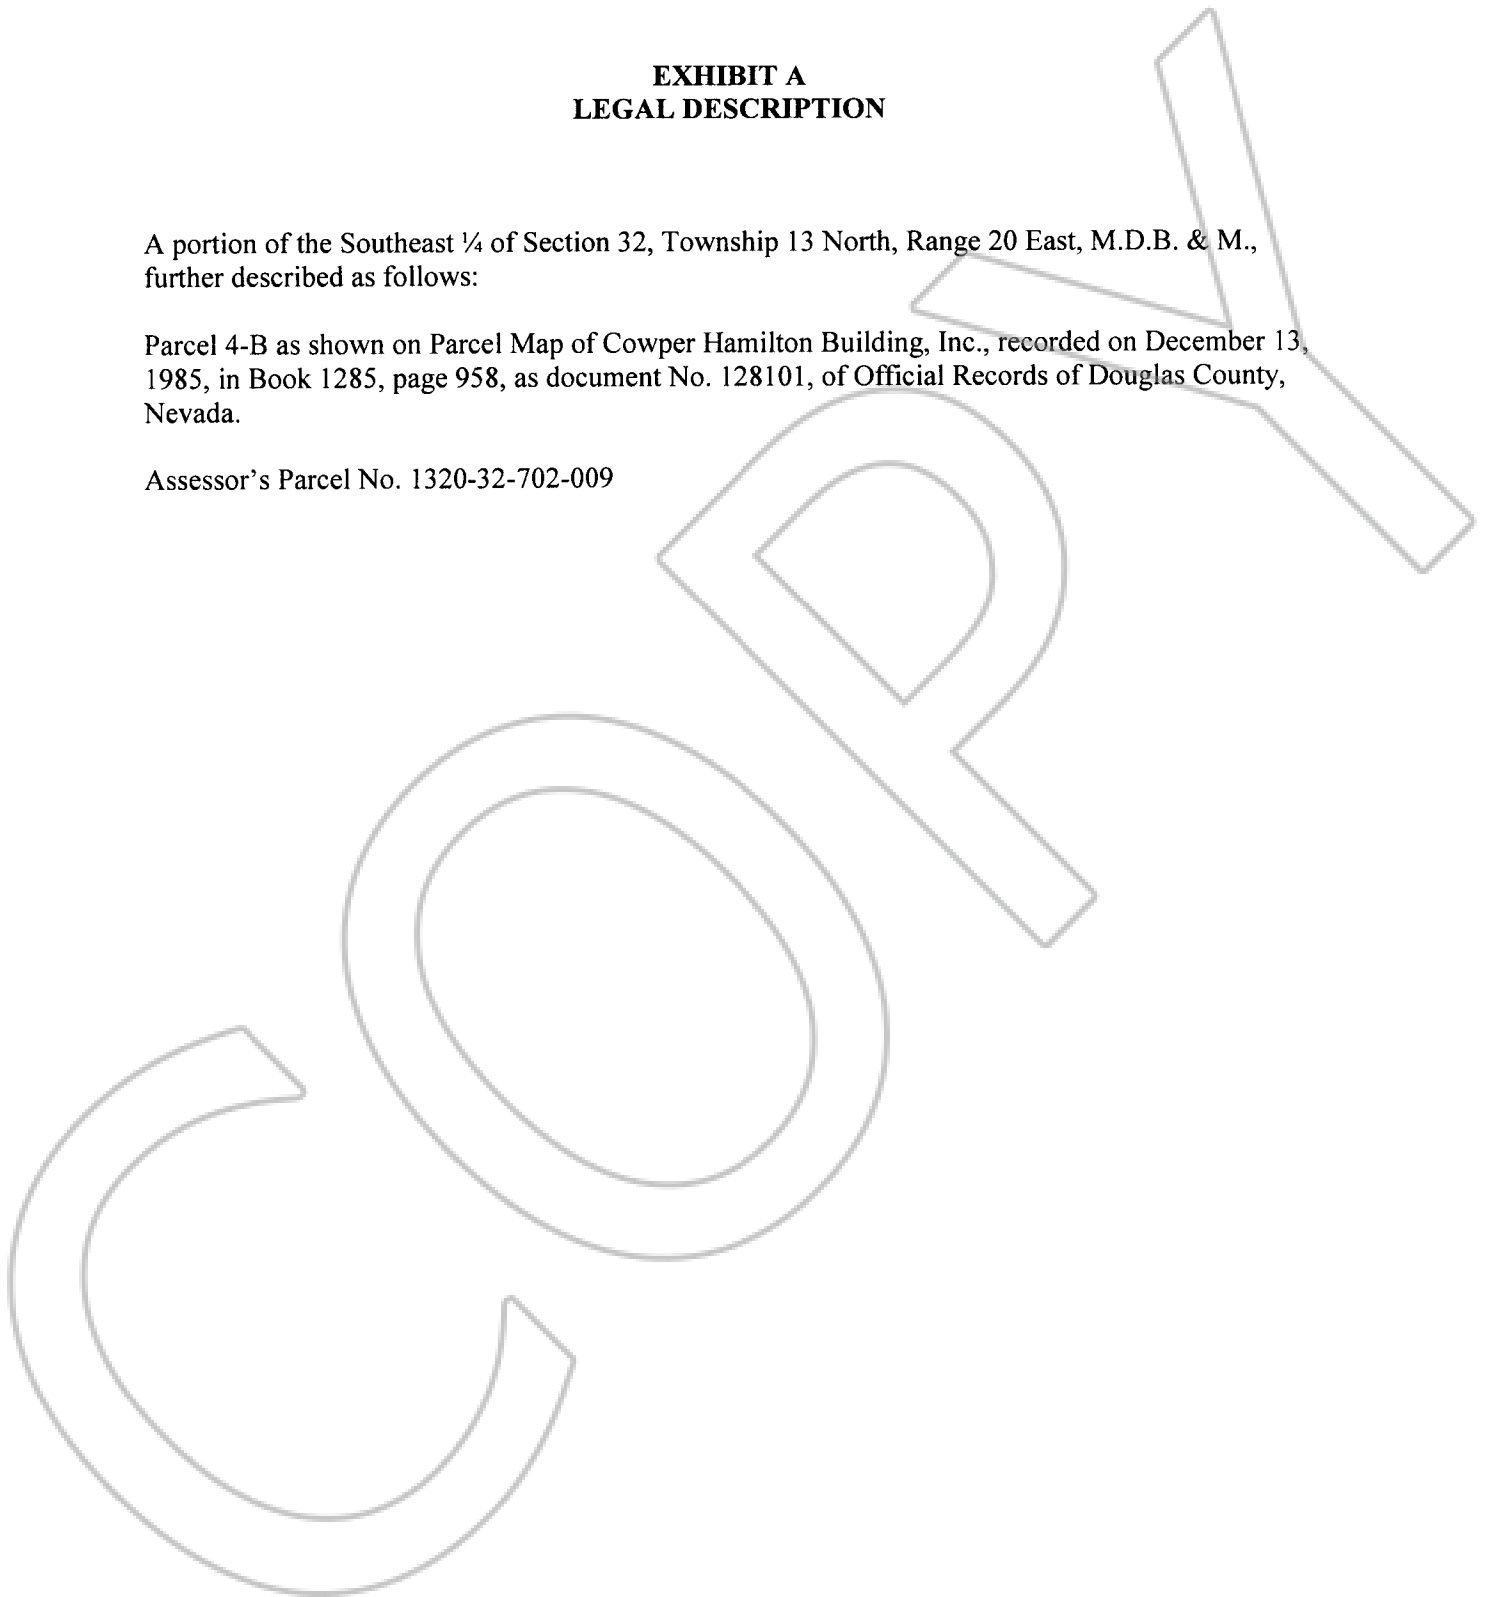 EXHIBIT A
LEGAL DESCRIPTION
A portion of the Southeast ¼ of Section 32, Township 13 North, Range 20 East, M.D.B. & M.,
further described as follows:
Parcel 4-B as shown on Parcel Map of Cowper Hamilton Building, Inc., recorded on December 13,
1985, in Book 1285, page 958, as document No. 128101, of Official Records of Douglas County,
Nevada.
Assessor's Parcel No. 1320-32-702-009
COPY